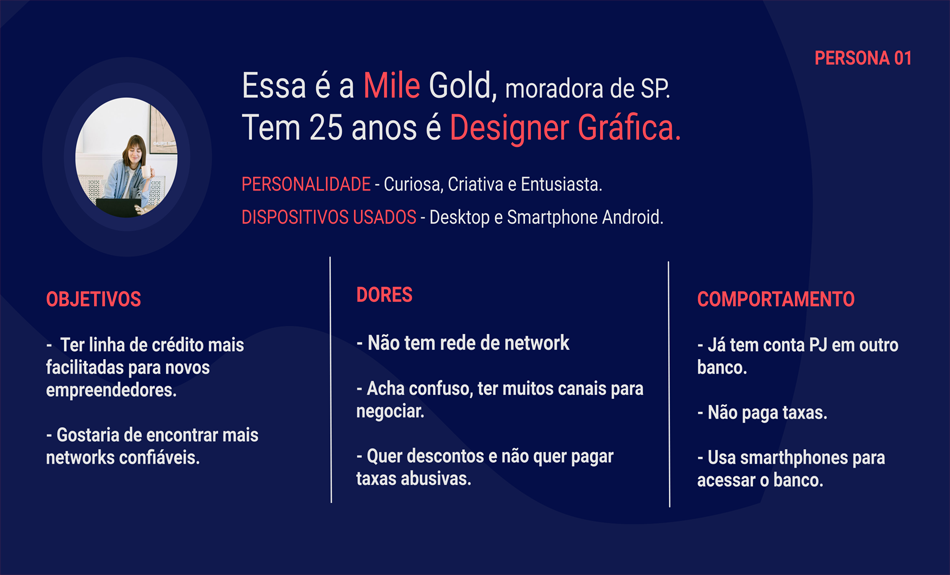 PERSONA 01
Essa é a Mile Gold, moradora de SP.
Tem 25 anos é Designer Gráfica.
PERSONALIDADE - Curiosa, Criativa e Entusiasta.
DISPOSITIVOS USADOS - Desktop e Smartphone Android.
OBJETIVOS
- Ter linha de crédito mais
facilitadas para novos
empreendedores.
- Gostaria de encontrar mais
networks confiáveis.
DORES
- Não tem rede de network
- Acha confuso, ter muitos canais para
negociar.
- Quer descontos e não quer pagar
taxas abusivas.
COMPORTAMENTO
- Já tem conta PJ em outro
banco.
- Não paga taxas.
- Usa smarthphones para
acessar o banco.